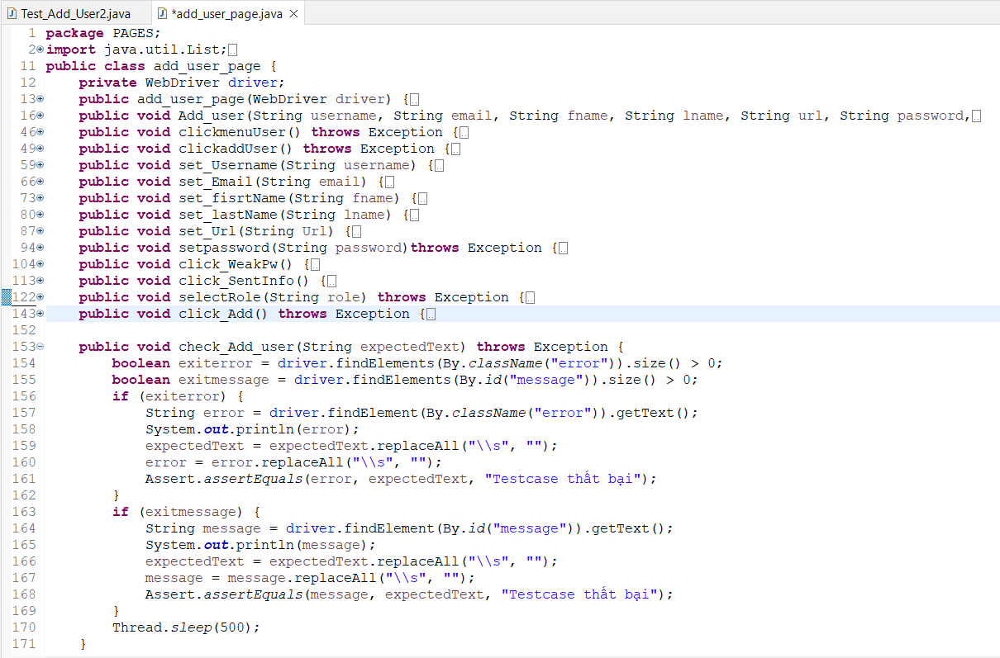 Test_Add_User2.java *add_user_page.java
1 package PAGES;
2 import java.util.List;
11 public class add_user_page {
12 private WebDriver driver;
13 public add_user_page(WebDriver driver) {
16 public void Add_user(String username, String email, String fname, String lname, String url, String password,
46 public void clickmenuUser() throws Exception {
49 public void clickaddUser() throws Exception {
59 public void set_Username(String username) {
66 public void set_Email(String email) {
73 public void set_fisrtName(String fname) {
80 public void set_lastName(String lname) {
87 public void set_Url(String Url) {
94 public void setpassword(String password)throws Exception {
104 public void click_WeakPw() {
113 public void click_SentInfo() {
122 public void selectRole(String role) throws Exception {
143 public void click_Add() throws Exception {
152
153 public void check_Add_user(String expectedText) throws Exception {
154 boolean exiterror = driver.findElements(By.className("error")).size() > 0;
155 boolean exitmessage = driver.findElements(By.id("message")).size() > 0;
156 if (exiterror) {
157 String error = driver.findElement(By.className("error")).getText();
158 System.out.println(error);
159 expectedText = expectedText.replaceAll("\\s", "");
160 error = error.replaceAll("\\s", "");
161 Assert.assertEquals(error, expectedText, "Testcase thất bại");
162 }
163 if (exitmessage) {
164 String message = driver.findElement(By.id("message")).getText();
165 System.out.println(message);
166 expectedText = expectedText.replaceAll("\\s", "");
167 message = message.replaceAll("\\s", "");
168 Assert.assertEquals(message, expectedText, "Testcase thất bại");
169 }
170 Thread.sleep(500);
171 }